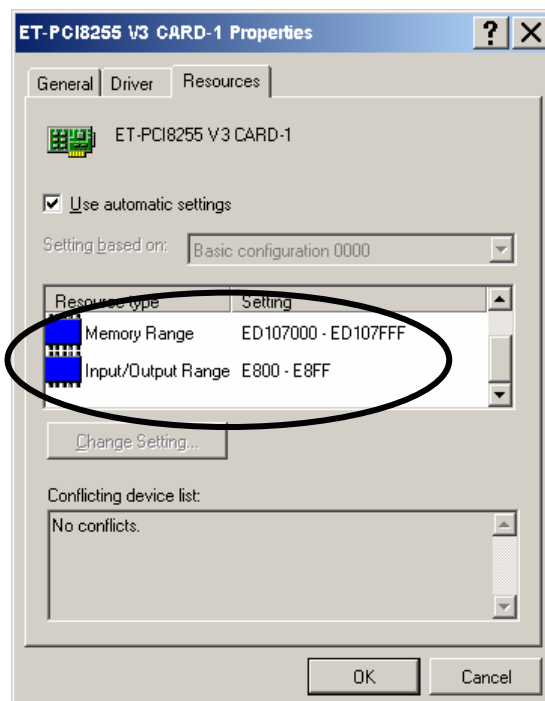 ET-PCI8255 V3 CARD-1 Properties
General Driver Resources
ET-PCI8255 V3 CARD-1
Use automatic settings
Setting based on: Basic configuration 0000
Resource type Setting
Memory Range ED107000 - ED107FFF
Input/Output Range E800 - E8FF
Change Setting...
Conflicting device list:
No conflicts.
OK Cancel